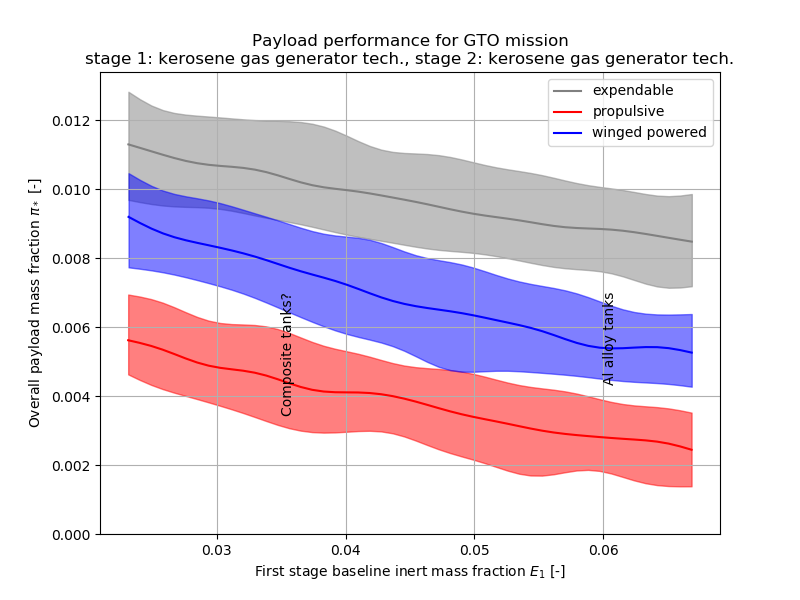 Payload performance for GTO mission
stage 1: kerosene gas generator tech., stage 2: kerosene gas generator tech.
expendable
propulsive
winged powered
Overall payload mass fraction π* [-]
0.012
0.010
0.008
0.006
0.004
0.002
0.000
Composite tanks?
Al alloy tanks
0.03 0.04 0.05 0.06
First stage baseline inert mass fraction E1 [-]